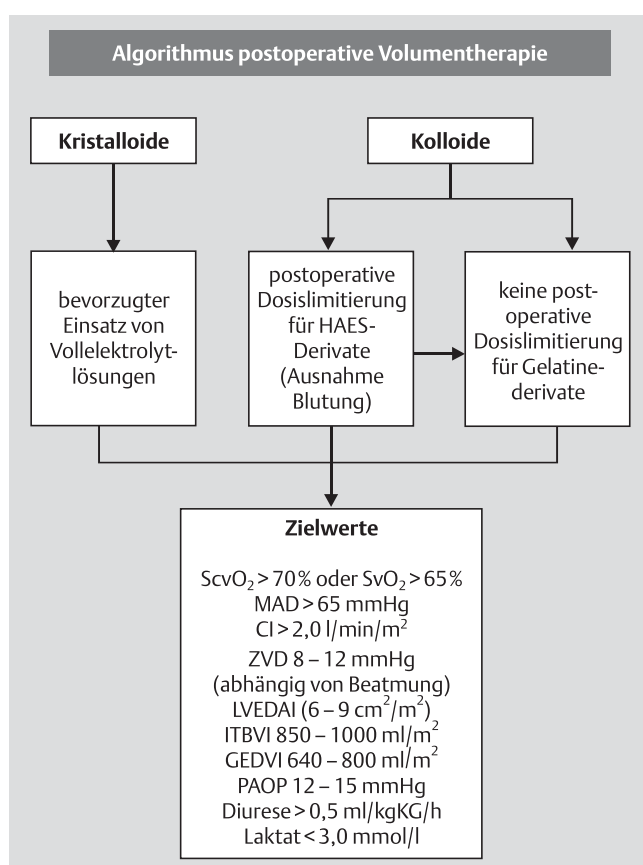 Algorithmus postoperative Volumentherapie
Kristalloide
Kolloide
bevorzugter
Einsatz von
Vollelektrolyt-
lösungen
postoperative
Dosislimitierung
für HAES-
Derivate
(Ausnahme
Blutung)
keine post-
operative
Dosislimitierung
für Gelatine-
derivate
Zielwerte
ScvO₂ > 70 % oder SvO₂ > 65 %
MAD > 65 mmHg
CI > 2,0 l/min/m²
ZVD 8 – 12 mmHg
(abhängig von Beatmung)
LVEDAI (6 – 9 cm²/m²)
ITBVI 850 – 1000 ml/m²
GEDVI 640 – 800 ml/m²
PAOP 12 – 15 mmHg
Diurese > 0,5 ml/kgKG/h
Laktat < 3,0 mmol/l